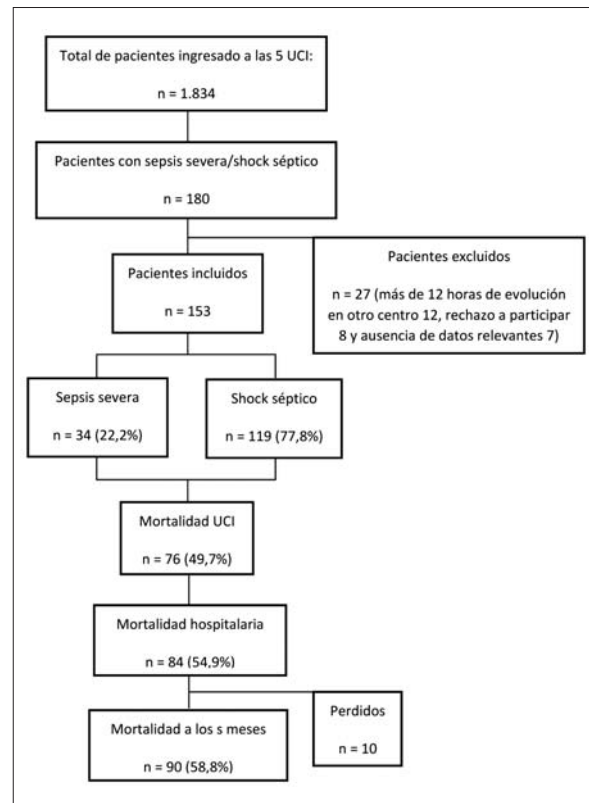 Total de pacientes ingresado a las 5 UCI:
n = 1.834
Pacientes con sepsis severa/shock séptico
n = 180
Pacientes excluidos
n = 27 (más de 12 horas de evolución
en otro centro 12, rechazo a participar
8 y ausencia de datos relevantes 7)
Pacientes incluidos
n = 153
Sepsis severa
n = 34 (22,2%)
Shock séptico
n = 119 (77,8%)
Mortalidad UCI
n = 76 (49,7%)
Mortalidad hospitalaria
n = 84 (54,9%)
Perdidos
n = 10
Mortalidad a los s meses
n = 90 (58,8%)